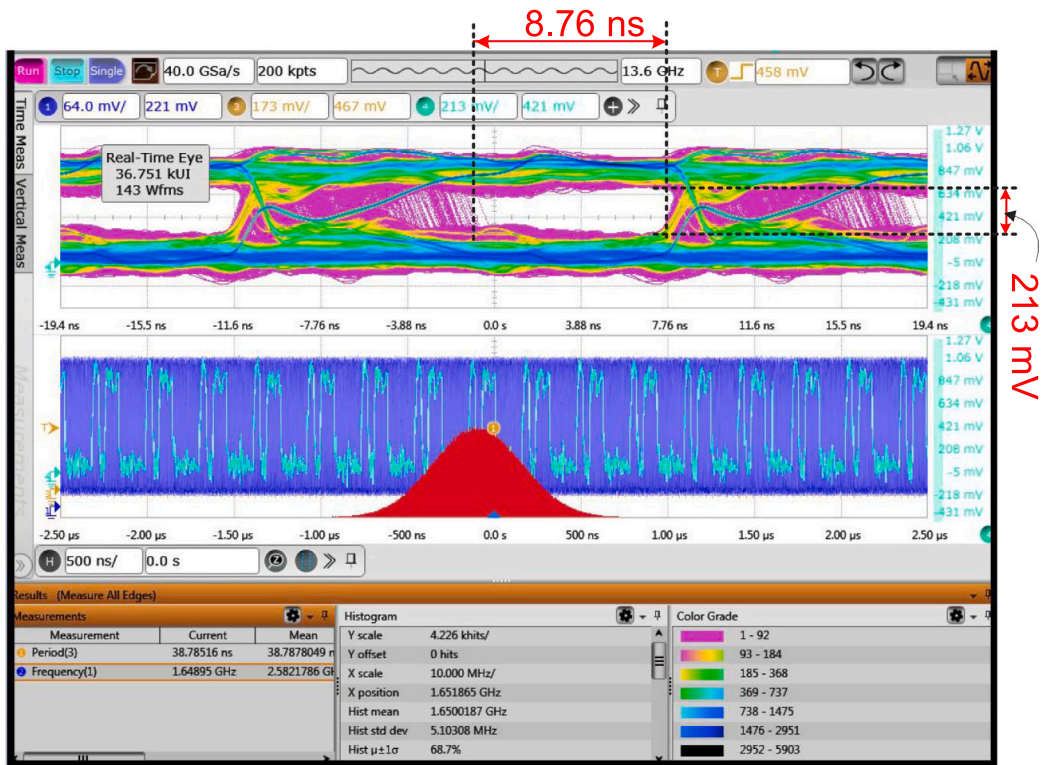 8.76 ns
Run Stop Single 40.0 GSa/s 200 kpts 13.6 GHz T 458 mV
1 64.0 mV/ 221 mV 3 173 mV/ 467 mV 4 213 mV/ 421 mV
Time Meas
Vertical Meas
Measurements
Real-Time Eye
36.751 kUI
143 Wfms
1.27 V
1.06 V
847 mV
634 mV
421 mV
208 mV
-5 mV
-218 mV
-431 mV
213 mV
-19.4 ns -15.5 ns -11.6 ns -7.76 ns -3.88 ns 0.0 s 3.88 ns 7.76 ns 11.6 ns 15.5 ns 19.4 ns
1.27 V
1.06 V
847 mV
634 mV
421 mV
208 mV
-5 mV
-218 mV
-431 mV
T
1
-2.50 µs -2.00 µs -1.50 µs -1.00 µs -500 ns 0.0 s 500 ns 1.00 µs 1.50 µs 2.00 µs 2.50 µs
H 500 ns/ 0.0 s
Results (Measure All Edges)
Measurements
Measurement Current Mean
1 Period(3) 38.78516 ns 38.7878049 n
2 Frequency(1) 1.64895 GHz 2.5821786 GH
Histogram
Y scale 4.226 khits/
Y offset 0 hits
X scale 10.000 MHz/
X position 1.651865 GHz
Hist mean 1.6500187 GHz
Hist std dev 5.10308 MHz
Hist µ±1σ 68.7%
Color Grade
1 - 92
93 - 184
185 - 368
369 - 737
738 - 1475
1476 - 2951
2952 - 5903